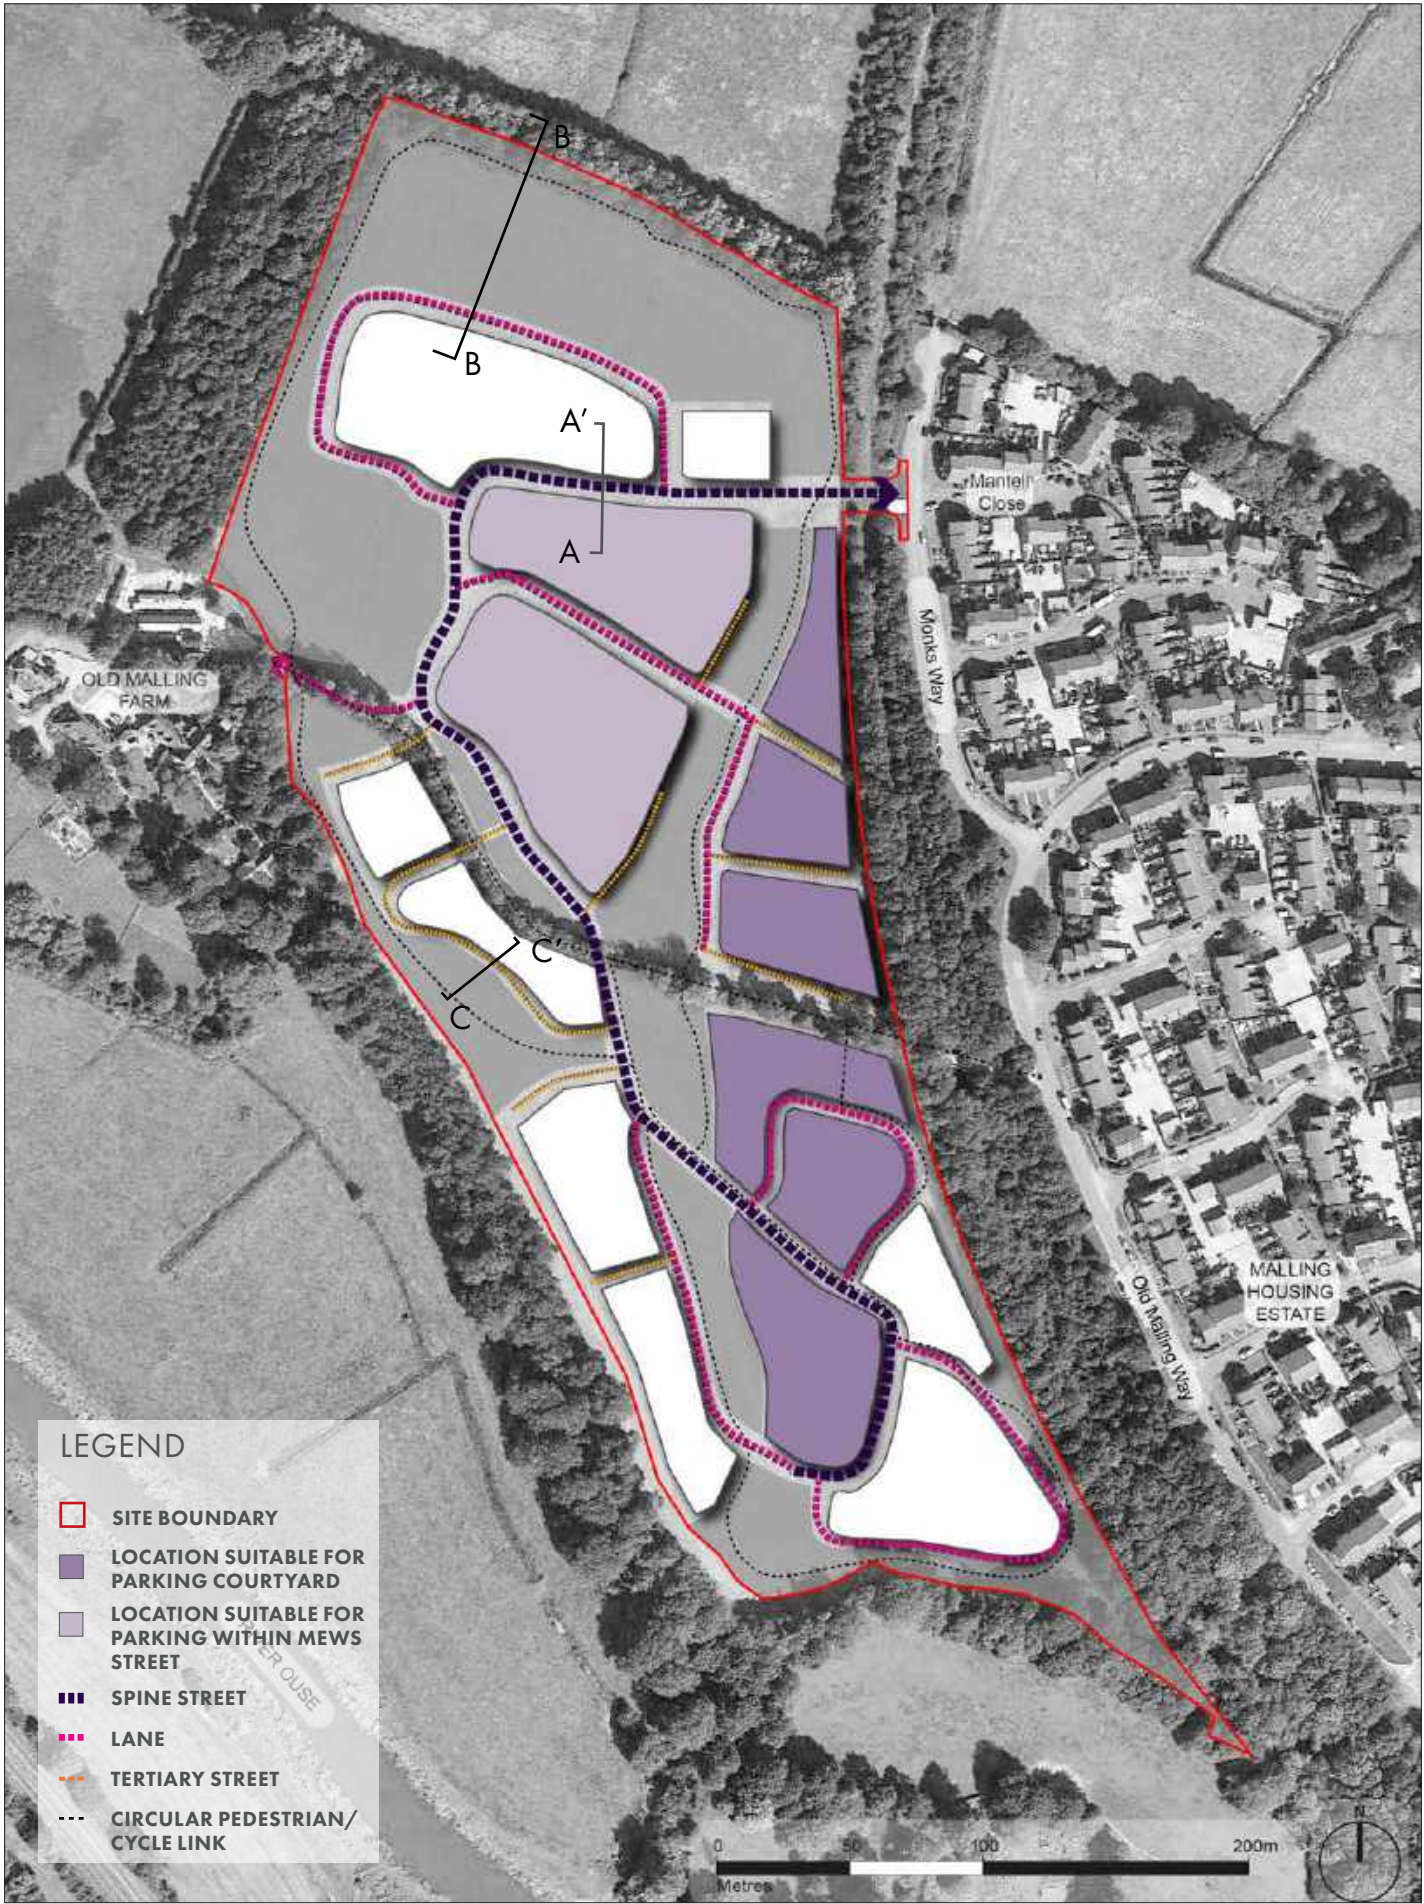 B
B
A’
A
Mantell
Close
Monks Way
OLD MALLING
FARM
C’
C
MALLING
HOUSING
ESTATE
Old Malling Way
LEGEND
SITE BOUNDARY
LOCATION SUITABLE FOR
PARKING COURTYARD
LOCATION SUITABLE FOR
PARKING WITHIN MEWS
STREET
SPINE STREET
LANE
TERTIARY STREET
CIRCULAR PEDESTRIAN/
CYCLE LINK
OUSE
0 50 100 200m
Metres
N